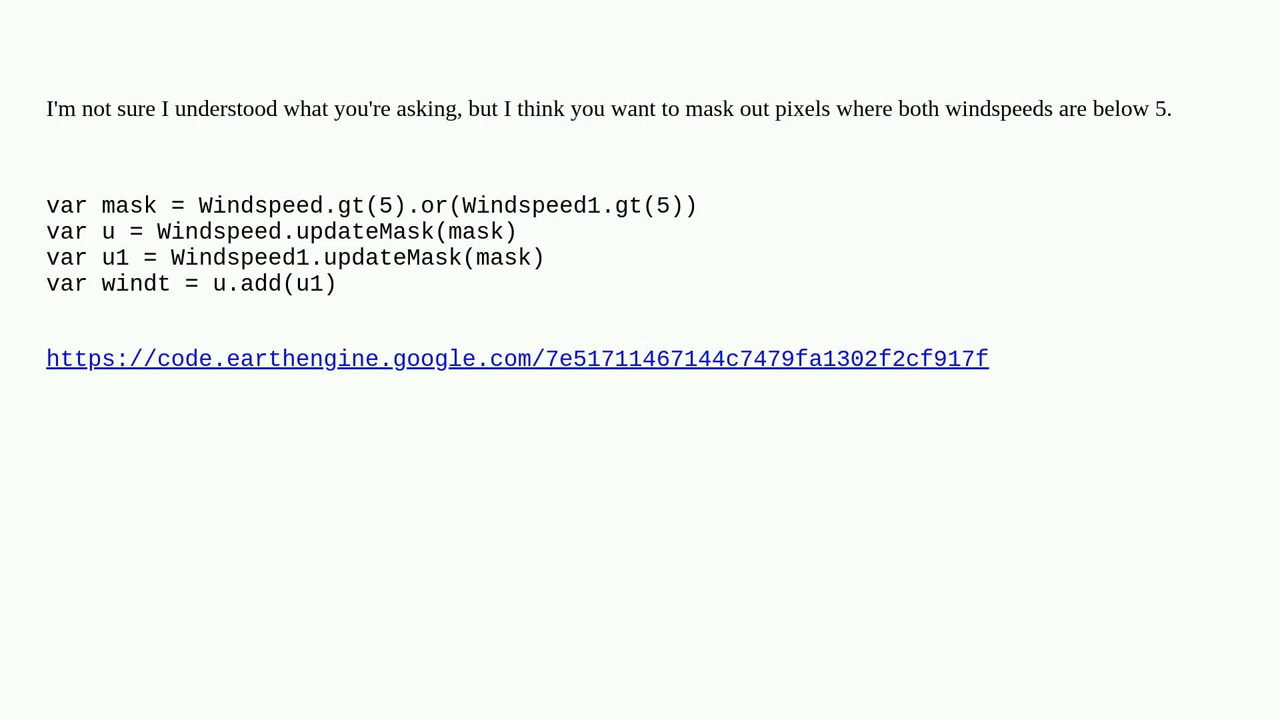 I'm not sure I understood what you're asking, but I think you want to mask out pixels where both windspeeds are below 5.
var mask = Windspeed.gt(5).or(Windspeed1.gt(5))
var u = Windspeed.updateMask(mask)
var u1 = Windspeed1.updateMask(mask)
var windt = u.add(u1)
https://code.earthengine.google.com/7e51711467144c7479fa1302f2cf917f